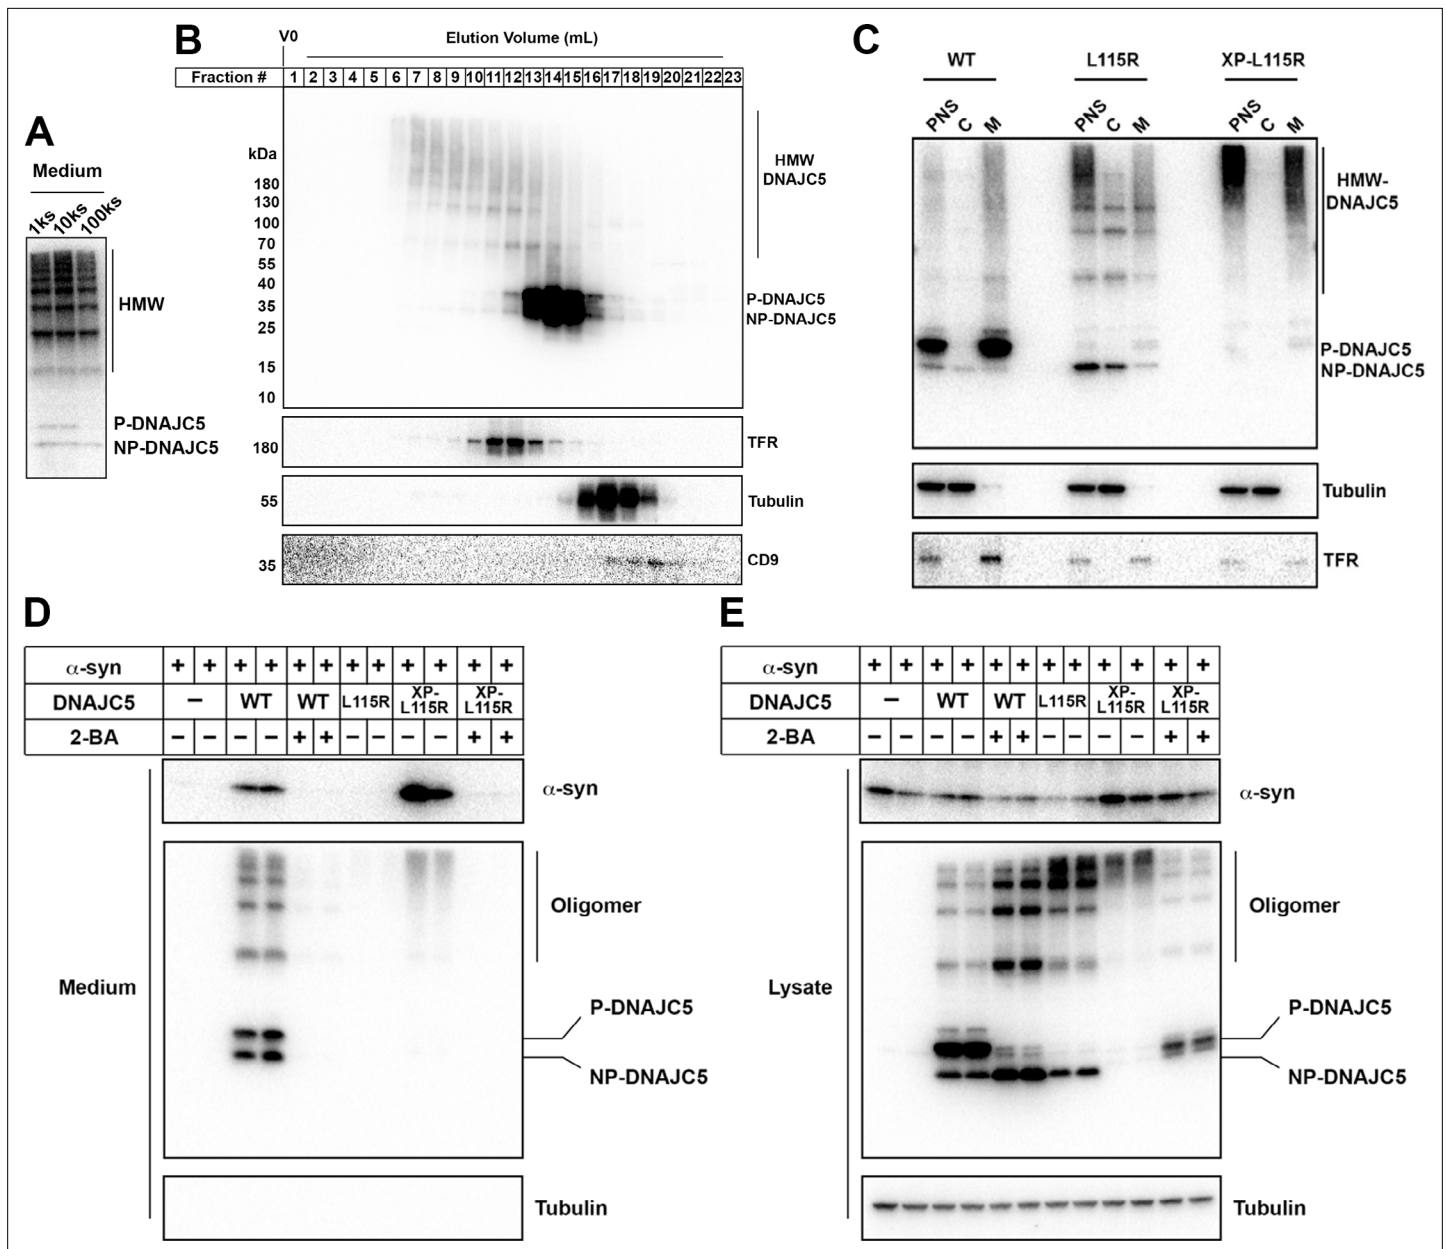 A
Medium
1ks 10ks 100ks
HMW
P-DNAJC5
NP-DNAJC5
B
V0
Elution Volume (mL)
Fraction # 1 2 3 4 5 6 7 8 9 10 11 12 13 14 15 16 17 18 19 20 21 22 23
kDa
180
130
100
70
55
40
35
25
15
10
HMW
DNAJC5
P-DNAJC5
NP-DNAJC5
180
TFR
55
Tubulin
35
CD9
C
WT L115R XP-L115R
PNS C M PNS C M PNS C M
HMW-
DNAJC5
P-DNAJC5
NP-DNAJC5
Tubulin
TFR
D
α-syn + + + + + + + + + + + +
DNAJC5 – WT WT L115R XP-L115R XP-L115R
2-BA – – – – + + – – – – + +
α-syn
Oligomer
Medium
P-DNAJC5
NP-DNAJC5
Tubulin
E
α-syn + + + + + + + + + + + +
DNAJC5 – WT WT L115R XP-L115R XP-L115R
2-BA – – – – + + – – – – + +
α-syn
Oligomer
Lysate
P-DNAJC5
NP-DNAJC5
Tubulin